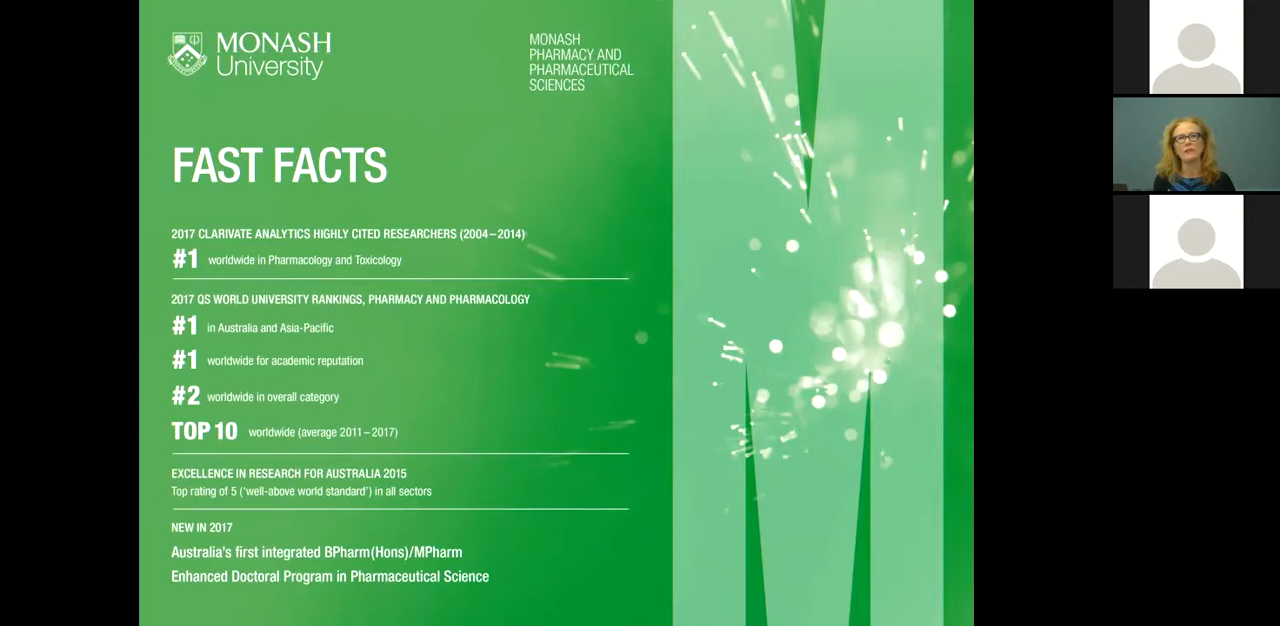 MONASH
University
MONASH
PHARMACY AND
PHARMACEUTICAL
SCIENCES
FAST FACTS
2017 CLARIVATE ANALYTICS HIGHLY CITED RESEARCHERS (2004–2014)
#1 worldwide in Pharmacology and Toxicology
2017 QS WORLD UNIVERSITY RANKINGS, PHARMACY AND PHARMACOLOGY
#1 in Australia and Asia-Pacific
#1 worldwide for academic reputation
#2 worldwide in overall category
TOP 10 worldwide (average 2011–2017)
EXCELLENCE IN RESEARCH FOR AUSTRALIA 2015
Top rating of 5 (‘well-above world standard’) in all sectors
NEW IN 2017
Australia’s first integrated BPharm(Hons)/MPharm
Enhanced Doctoral Program in Pharmaceutical Science